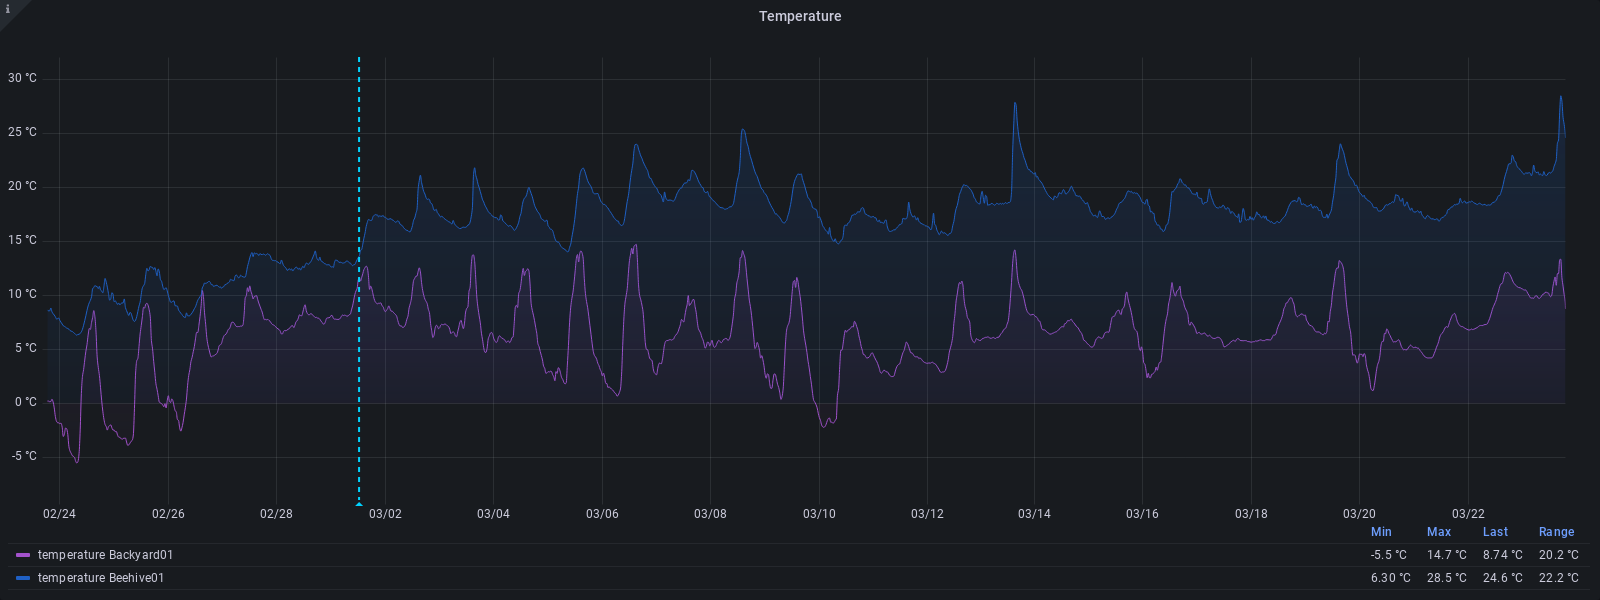 i
Temperature
30 °C
25 °C
20 °C
15 °C
10 °C
5 °C
0 °C
-5 °C
02/24 02/26 02/28 03/02 03/04 03/06 03/08 03/10 03/12 03/14 03/16 03/18 03/20 03/22
Min Max Last Range
temperature Backyard01 -5.5 °C 14.7 °C 8.74 °C 20.2 °C
temperature Beehive01 6.30 °C 28.5 °C 24.6 °C 22.2 °C